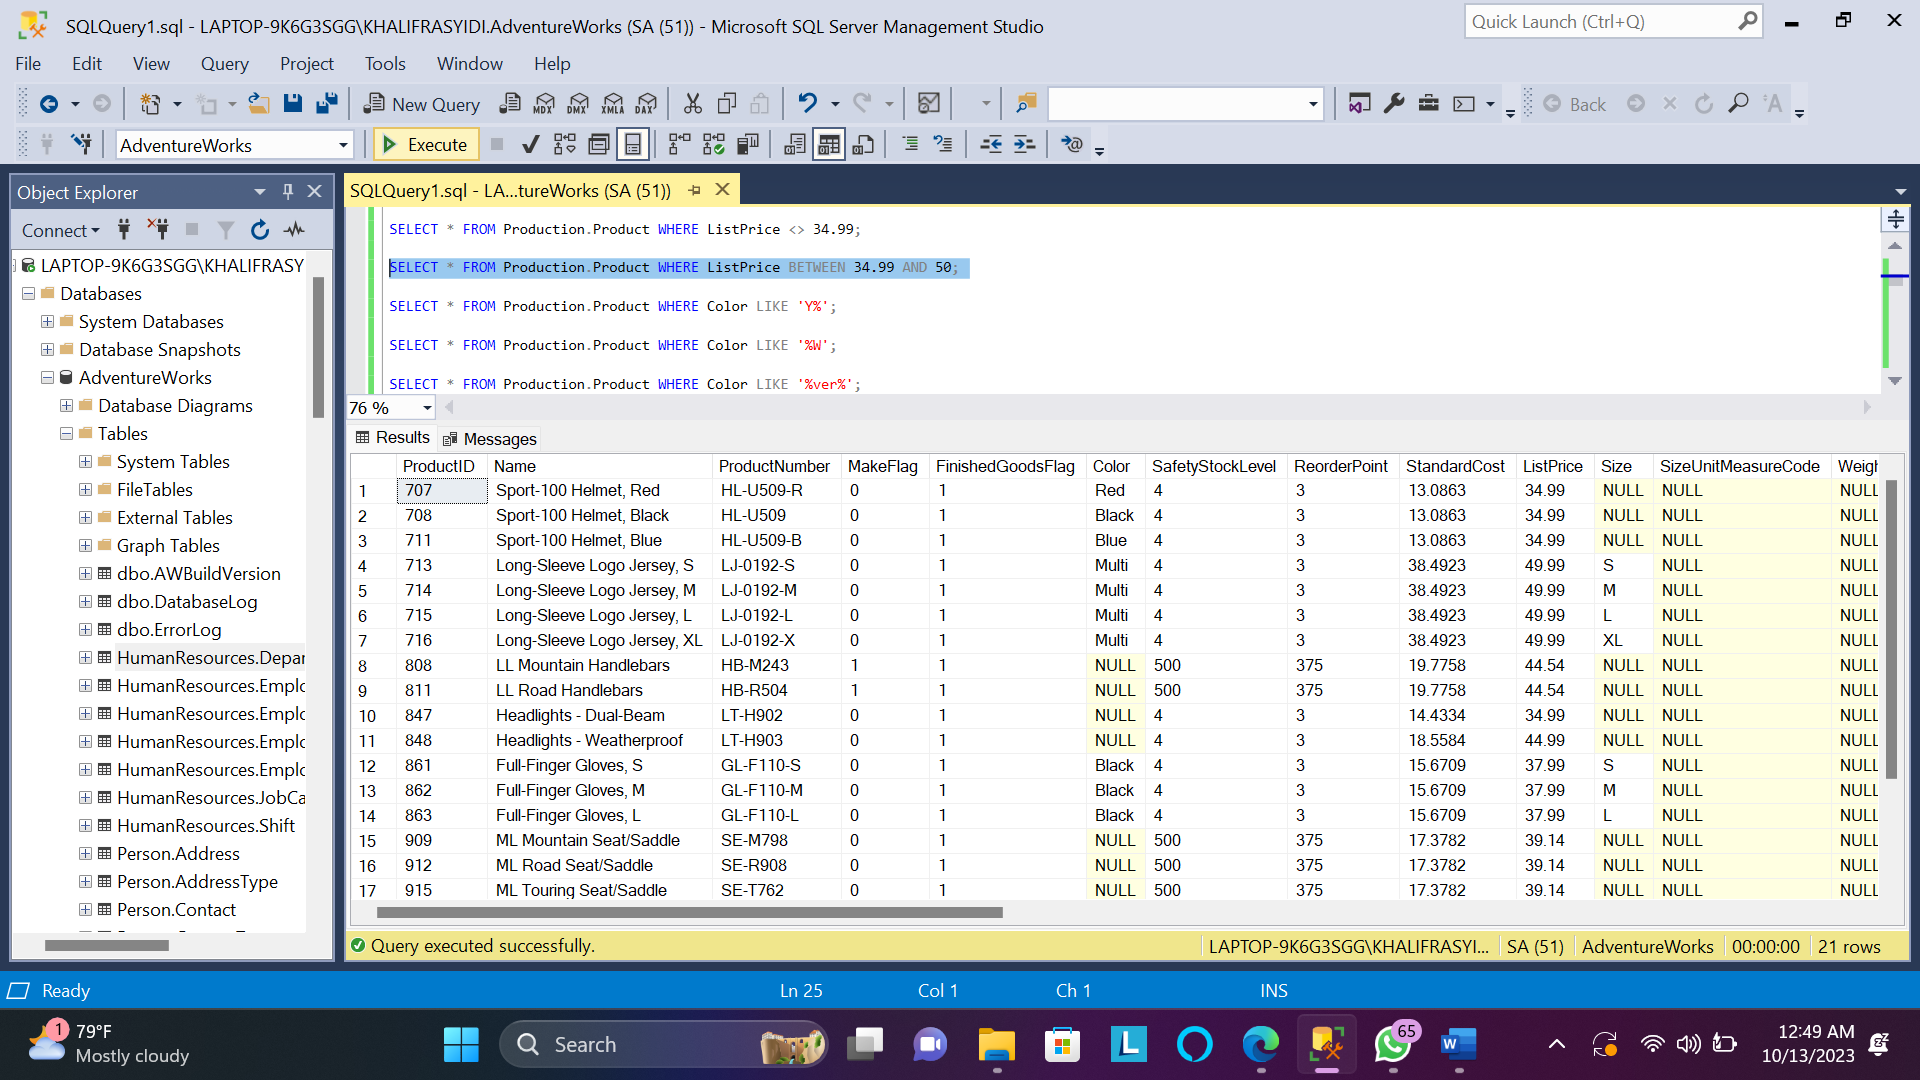 SQLQuery1.sql - LAPTOP-9K6G3SGG\KHALIFRASYIDI.AdventureWorks (SA (51)) - Microsoft SQL Server Management Studio
Quick Launch (Ctrl+Q)
File Edit View Query Project Tools Window Help
New Query MDX DMX XMLA DAX Back
AdventureWorks Execute
Object Explorer
Connect
LAPTOP-9K6G3SGG\KHALIFRASY
Databases
System Databases
Database Snapshots
AdventureWorks
Database Diagrams
Tables
System Tables
FileTables
External Tables
Graph Tables
dbo.AWBuildVersion
dbo.DatabaseLog
dbo.ErrorLog
HumanResources.Depar
HumanResources.Emplc
HumanResources.Emplc
HumanResources.Emplc
HumanResources.Emplc
HumanResources.JobCa
HumanResources.Shift
Person.Address
Person.AddressType
Person.Contact
SQLQuery1.sql - LA...tureWorks (SA (51))
SELECT * FROM Production.Product WHERE ListPrice <> 34.99;
SELECT * FROM Production.Product WHERE ListPrice BETWEEN 34.99 AND 50;
SELECT * FROM Production.Product WHERE Color LIKE 'Y%';
SELECT * FROM Production.Product WHERE Color LIKE '%W';
SELECT * FROM Production.Product WHERE Color LIKE '%ver%';
76 %
Results Messages
ProductID Name ProductNumber MakeFlag FinishedGoodsFlag Color SafetyStockLevel ReorderPoint StandardCost ListPrice Size SizeUnitMeasureCode Weigh
1 707 Sport-100 Helmet, Red HL-U509-R 0 1 Red 4 3 13.0863 34.99 NULL NULL NULL
2 708 Sport-100 Helmet, Black HL-U509 0 1 Black 4 3 13.0863 34.99 NULL NULL NULL
3 711 Sport-100 Helmet, Blue HL-U509-B 0 1 Blue 4 3 13.0863 34.99 NULL NULL NULL
4 713 Long-Sleeve Logo Jersey, S LJ-0192-S 0 1 Multi 4 3 38.4923 49.99 S NULL NULL
5 714 Long-Sleeve Logo Jersey, M LJ-0192-M 0 1 Multi 4 3 38.4923 49.99 M NULL NULL
6 715 Long-Sleeve Logo Jersey, L LJ-0192-L 0 1 Multi 4 3 38.4923 49.99 L NULL NULL
7 716 Long-Sleeve Logo Jersey, XL LJ-0192-X 0 1 Multi 4 3 38.4923 49.99 XL NULL NULL
8 808 LL Mountain Handlebars HB-M243 1 1 NULL 500 375 19.7758 44.54 NULL NULL NULL
9 811 LL Road Handlebars HB-R504 1 1 NULL 500 375 19.7758 44.54 NULL NULL NULL
10 847 Headlights - Dual-Beam LT-H902 0 1 NULL 4 3 14.4334 34.99 NULL NULL NULL
11 848 Headlights - Weatherproof LT-H903 0 1 NULL 4 3 18.5584 44.99 NULL NULL NULL
12 861 Full-Finger Gloves, S GL-F110-S 0 1 Black 4 3 15.6709 37.99 S NULL NULL
13 862 Full-Finger Gloves, M GL-F110-M 0 1 Black 4 3 15.6709 37.99 M NULL NULL
14 863 Full-Finger Gloves, L GL-F110-L 0 1 Black 4 3 15.6709 37.99 L NULL NULL
15 909 ML Mountain Seat/Saddle SE-M798 0 1 NULL 500 375 17.3782 39.14 NULL NULL NULL
16 912 ML Road Seat/Saddle SE-R908 0 1 NULL 500 375 17.3782 39.14 NULL NULL NULL
17 915 ML Touring Seat/Saddle SE-T762 0 1 NULL 500 375 17.3782 39.14 NULL NULL NULL
Query executed successfully. LAPTOP-9K6G3SGG\KHALIFRASYI... SA (51) AdventureWorks 00:00:00 21 rows
Ready Ln 25 Col 1 Ch 1 INS
1 79°F
Mostly cloudy
Search
L
65
W
12:49 AM
10/13/2023